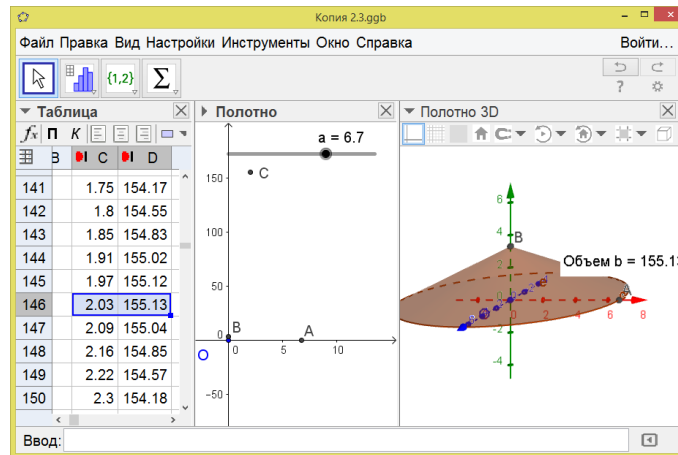 Копия 2.3.ggb
Файл Правка Вид Настройки Инструменты Окно Справка Войти...
{1,2} Σ ?
Таблица
Полотно
Полотно 3D
fx П К
B C D
141 1.75 154.17
142 1.8 154.55
143 1.85 154.83
144 1.91 155.02
145 1.97 155.12
146 2.03 155.13
147 2.09 155.04
148 2.16 154.85
149 2.22 154.57
150 2.3 154.18
a = 6.7
C
150
100
50
B A
0 0 5 10
O
-50
6
4
B
2
Объем b = 155.13
A
0 0 2 4 6 8
-4
Ввод: